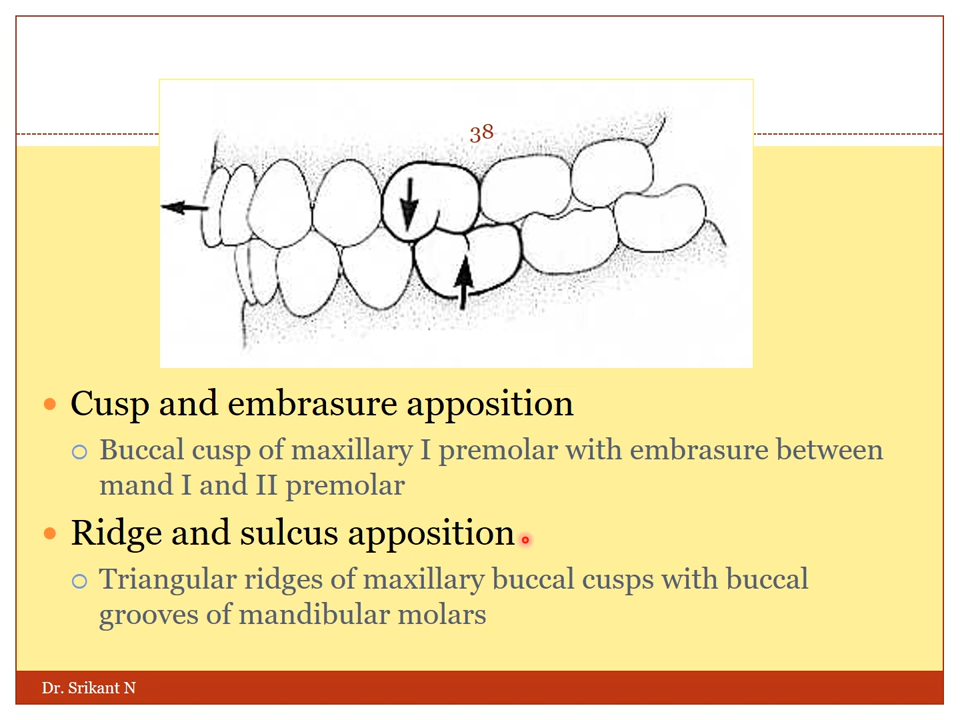 38
Cusp and embrasure apposition
Buccal cusp of maxillary I premolar with embrasure between
mand I and II premolar
Ridge and sulcus apposition
Triangular ridges of maxillary buccal cusps with buccal
grooves of mandibular molars
Dr. Srikant N